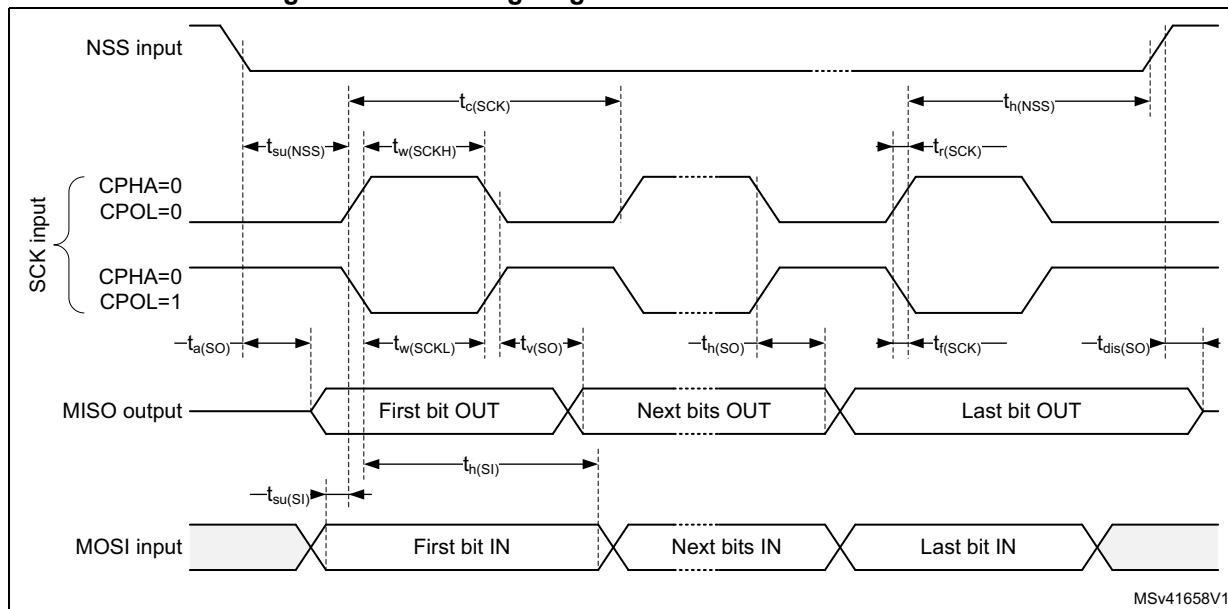 NSS input
tc(SCK)
th(NSS)
tsu(NSS)
tw(SCKH)
tr(SCK)
CPHA=0
CPOL=0
SCK input
CPHA=0
CPOL=1
ta(SO)
tw(SCKL)
tv(SO)
th(SO)
tf(SCK)
tdis(SO)
MISO output
First bit OUT
Next bits OUT
Last bit OUT
th(SI)
tsu(SI)
MOSI input
First bit IN
Next bits IN
Last bit IN
MSv41658V1